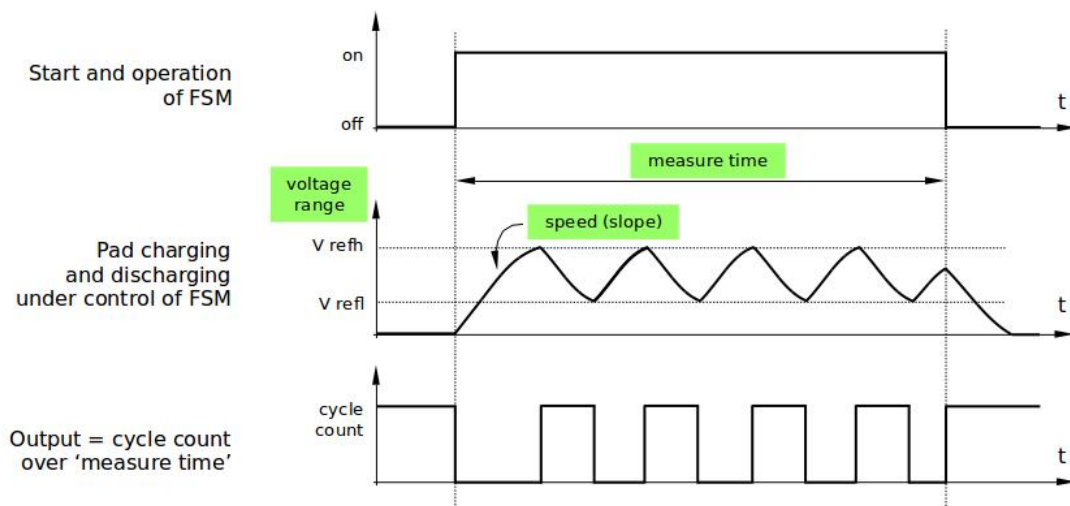 on
Start and operation
of FSM
off
t
measure time
voltage
range
speed (slope)
V refh
Pad charging
and discharging
under control of FSM
V refl
t
cycle
count
Output = cycle count
over ‘measure time’
t